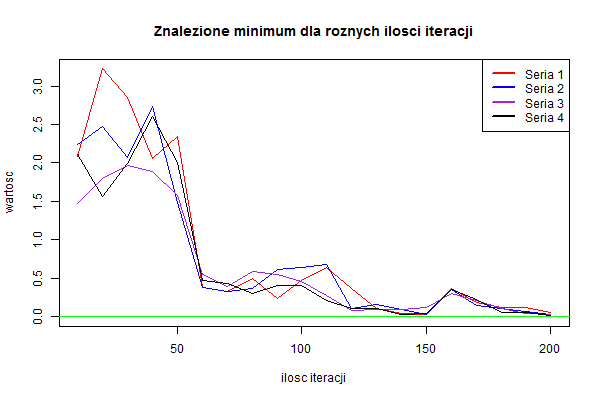 Znalezione minimum dla roznych ilosci iteracji
Seria 1
Seria 2
Seria 3
Seria 4
wartosc
3.0
2.5
2.0
1.5
1.0
0.5
0.0
50
100
150
200
ilosc iteracji